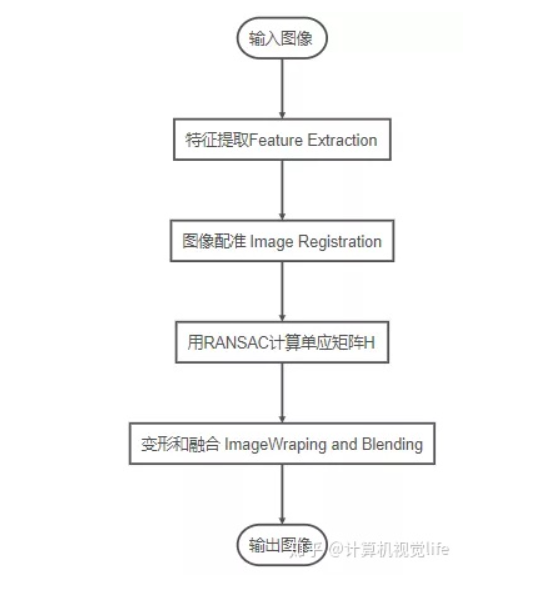 输入图像
特征提取Feature Extraction
图像配准 Image Registration
用RANSAC计算单应矩阵H
变形和融合 ImageWraping and Blending
输出图像
知乎 @计算机视觉life